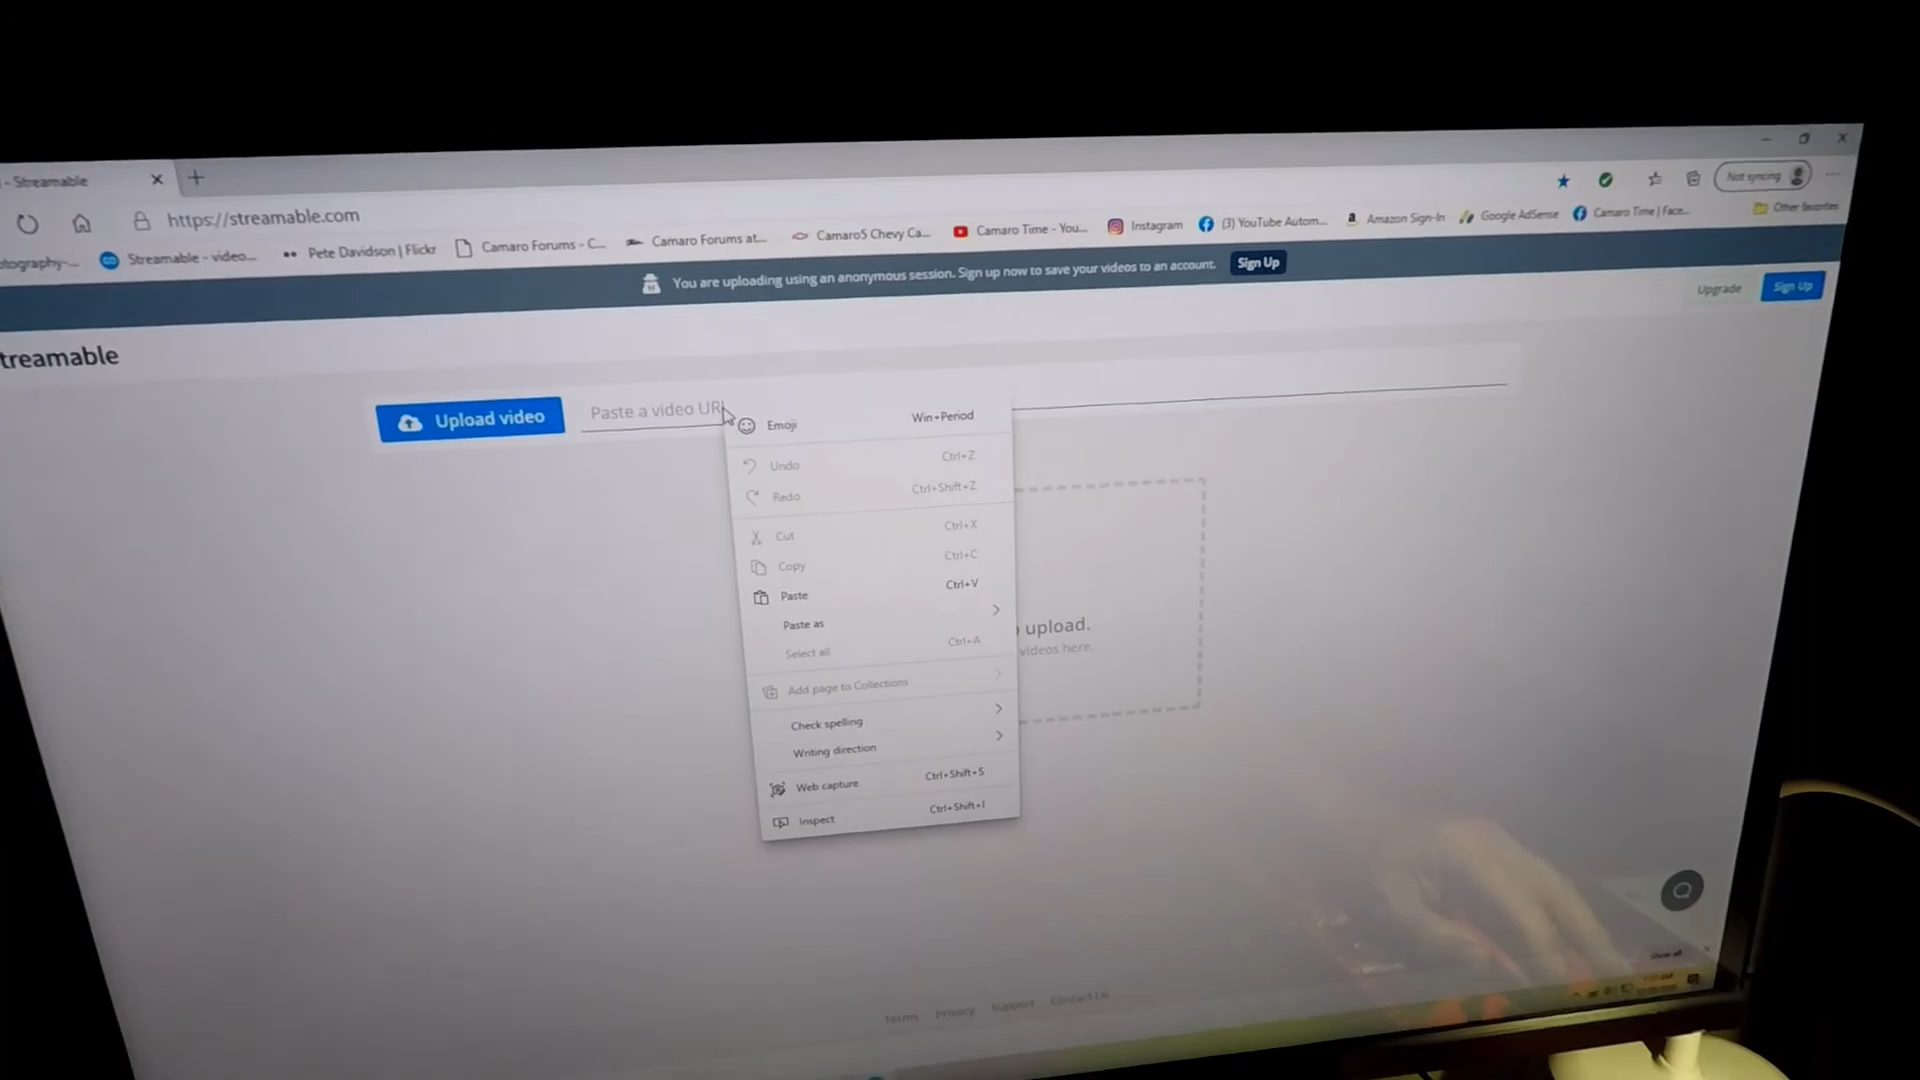 - Streamable
Not syncing
https://streamable.com
otography-...
Streamable - video...
Pete Davidson | Flickr
Camaro Forums - C...
Camaro Forums at...
Camaro5 Chevy Ca...
Camaro Time - You...
Instagram
(3) YouTube Autom...
Amazon Sign-In
Google AdSense
Camaro Time | Face...
Other favorites
You are uploading using an anonymous session. Sign up now to save your videos to an account.
Sign Up
Upgrade
Sign Up
treamable
Upload video
Paste a video UR
Emoji Win+Period
Undo Ctrl+Z
Redo Ctrl+Shift+Z
Cut Ctrl+X
Copy Ctrl+C
Paste Ctrl+V
Paste as
Select all Ctrl+A
Add page to Collections
Check spelling
Writing direction
Web capture Ctrl+Shift+S
Inspect Ctrl+Shift+I
o upload.
videos here.
Show all
Terms Privacy Support Contact Us